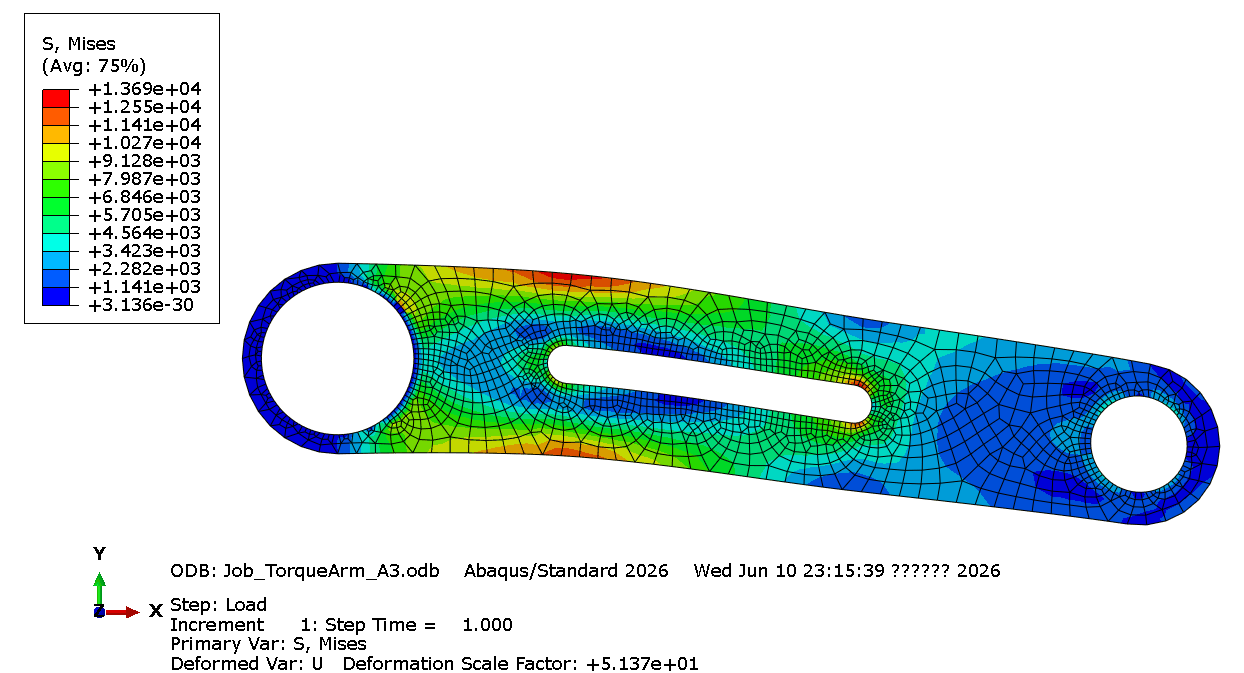 S, Mises
(Avg: 75%)
+1.369e+04
+1.255e+04
+1.141e+04
+1.027e+04
+9.128e+03
+7.987e+03
+6.846e+03
+5.705e+03
+4.564e+03
+3.423e+03
+2.282e+03
+1.141e+03
+3.136e-30
Y
Z
X
ODB: Job_TorqueArm_A3.odb    Abaqus/Standard 2026    Wed Jun 10 23:15:39 ?????? 2026
Step: Load
Increment      1: Step Time =    1.000
Primary Var: S, Mises
Deformed Var: U   Deformation Scale Factor: +5.137e+01